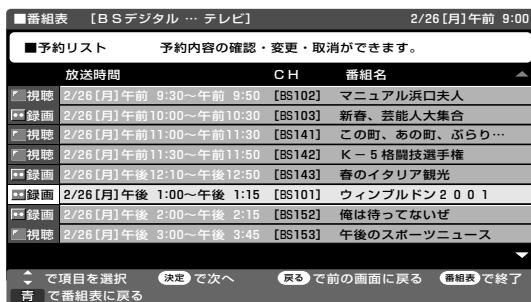 ■番組表 [BSデジタル … テレビ] 2/26[月]午前 9:00
■予約リスト 予約内容の確認・変更・取消ができます。
放送時間 CH 番組名
視聴 2/26[月]午前 9:30～午前 9:50 [BS102] マニュアル浜口夫人
録画 2/26[月]午前10:00～午前10:30 [BS103] 新春、芸能人大集合
視聴 2/26[月]午前11:00～午前11:30 [BS141] この町、あの町、ぶらり…
視聴 2/26[月]午前11:30～午前11:50 [BS142] K－5格闘技選手権
録画 2/26[月]午後12:10～午後12:50 [BS143] 春のイタリア観光
録画 2/26[月]午後 1:00～午後 1:15 [BS101] ウィンブルドン2001
録画 2/26[月]午後 2:00～午後 2:15 [BS152] 俺は待ってないぜ
視聴 2/26[月]午後 3:00～午後 3:45 [BS153] 午後のスポーツニュース
で項目を選択 決定 で次へ 戻る で前の画面に戻る 番組表 で終了
青 で番組表に戻る